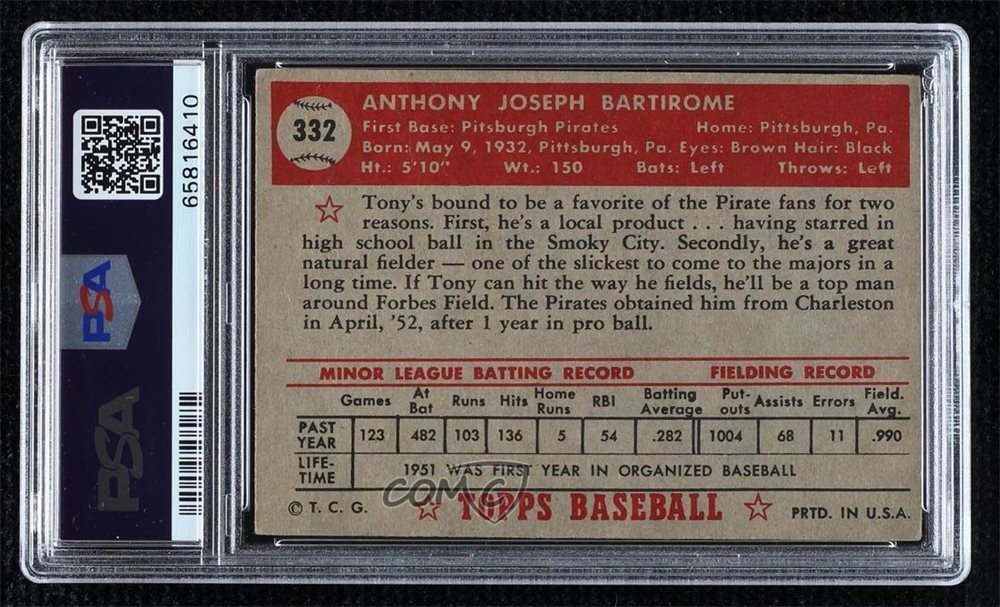 65816410
PSA
PSA
332
ANTHONY JOSEPH BARTIROME
First Base: Pitsburgh Pirates Home: Pittsburgh, Pa.
Born: May 9, 1932, Pittsburgh, Pa. Eyes: Brown Hair: Black
Ht.: 5'10" Wt.: 150 Bats: Left Throws: Left
Tony's bound to be a favorite of the Pirate fans for two
reasons. First, he's a local product . . . having starred in
high school ball in the Smoky City. Secondly, he's a great
natural fielder — one of the slickest to come to the majors in a
long time. If Tony can hit the way he fields, he'll be a top man
around Forbes Field. The Pirates obtained him from Charleston
in April, '52, after 1 year in pro ball.
MINOR LEAGUE BATTING RECORD FIELDING RECORD
Games At Bat Runs Hits Home Runs RBI Batting Average Put-outs Assists Errors Field. Avg.
PAST YEAR 123 482 103 136 5 54 .282 1004 68 11 .990
LIFE-TIME 1951 WAS FIRST YEAR IN ORGANIZED BASEBALL
© T. C. G. TOPPS BASEBALL PRTD. IN U.S.A.
COMC